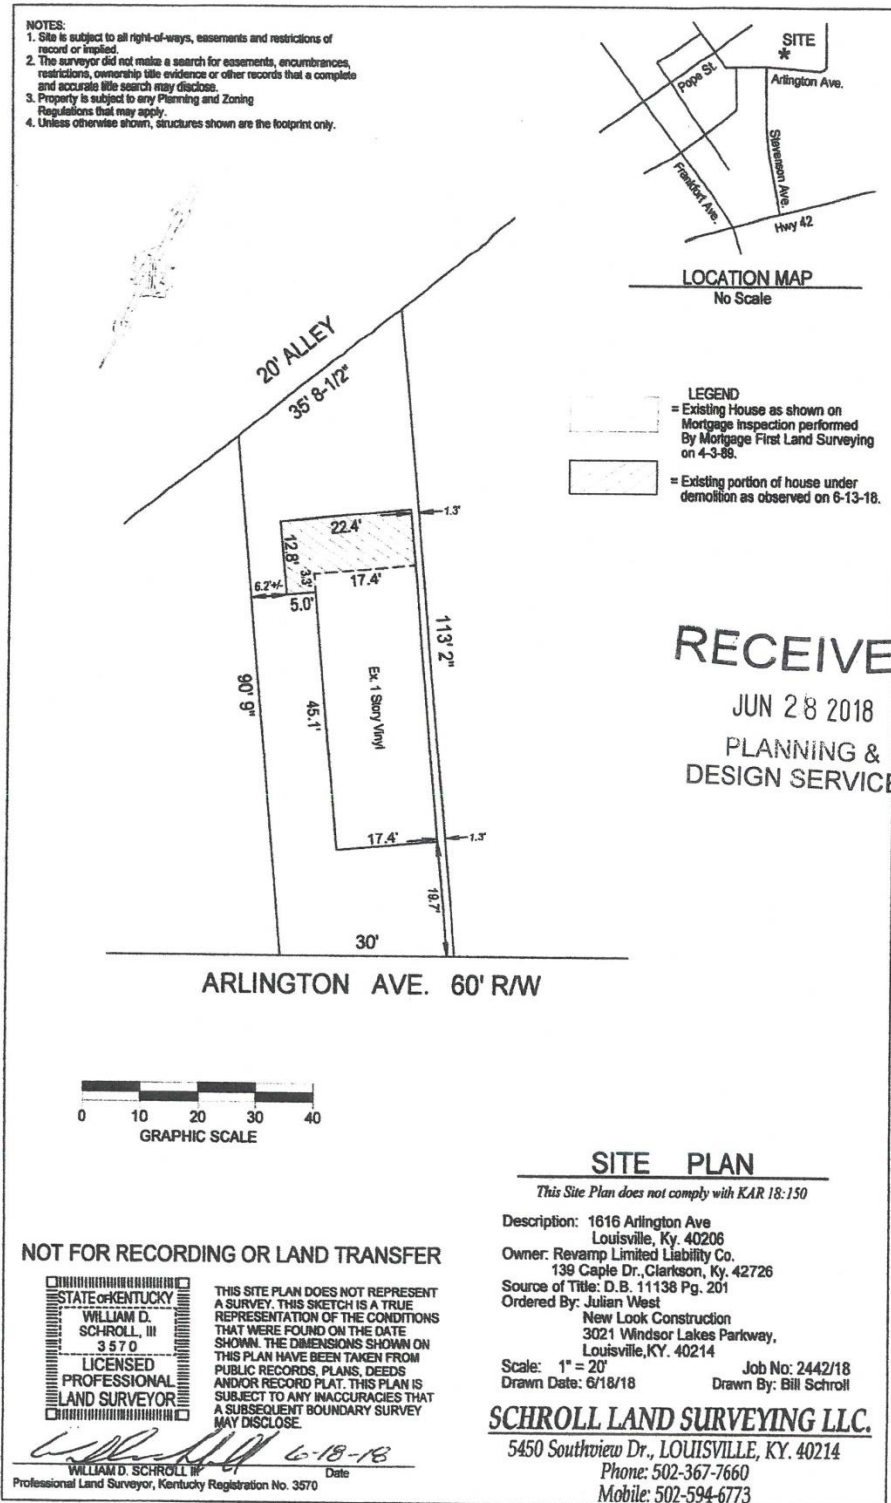 NOTES:
1. Site is subject to all right-of-ways, easements and restrictions of
record or implied.
2. The surveyor did not make a search for easements, encumbrances,
restrictions, ownership title evidence or other records that a complete
and accurate title search may disclose.
3. Property is subject to any Planning and Zoning
Regulations that may apply.
4. Unless otherwise shown, structures shown are the footprint only.
SITE
*
Arlington Ave.
Pope St.
Stevenson Ave.
Frankfort Ave.
Hwy 42
LOCATION MAP
No Scale
20' ALLEY
35' 8-1/2"
LEGEND
= Existing House as shown on
Mortgage Inspection performed
By Mortgage First Land Surveying
on 4-3-89.
= Existing portion of house under
demolition as observed on 6-13-18.
1.3'
22.4'
12.8'
3.3'
17.4'
6.2'+/-
5.0'
113' 2"
90' 9"
45.1'
Ex. 1 Story Vinyl
17.4'
1.3'
19.7'
30'
ARLINGTON AVE. 60' R/W
RECEIVE
JUN 28 2018
PLANNING &
DESIGN SERVICE
0 10 20 30 40
GRAPHIC SCALE
SITE PLAN
This Site Plan does not comply with KAR 18:150
Description: 1616 Arlington Ave
Louisville, Ky. 40206
Owner: Revamp Limited Liability Co.
139 Caple Dr.,Clarkson, Ky. 42726
Source of Title: D.B. 11138 Pg. 201
Ordered By: Julian West
New Look Construction
3021 Windsor Lakes Parkway,
Louisville,KY. 40214
Scale: 1" = 20' Job No: 2442/18
Drawn Date: 6/18/18 Drawn By: Bill Schroll
SCHROLL LAND SURVEYING LLC.
5450 Southview Dr., LOUISVILLE, KY. 40214
Phone: 502-367-7660
Mobile: 502-594-6773
NOT FOR RECORDING OR LAND TRANSFER
STATE OF KENTUCKY
WILLIAM D.
SCHROLL, III
3570
LICENSED
PROFESSIONAL
LAND SURVEYOR
THIS SITE PLAN DOES NOT REPRESENT
A SURVEY. THIS SKETCH IS A TRUE
REPRESENTATION OF THE CONDITIONS
THAT WERE FOUND ON THE DATE
SHOWN. THE DIMENSIONS SHOWN ON
THIS PLAN HAVE BEEN TAKEN FROM
PUBLIC RECORDS, PLANS, DEEDS
AND/OR RECORD PLAT. THIS PLAN IS
SUBJECT TO ANY INACCURACIES THAT
A SUBSEQUENT BOUNDARY SURVEY
MAY DISCLOSE.
6-18-18
WILLIAM D. SCHROLL III Date
Professional Land Surveyor, Kentucky Registration No. 3570